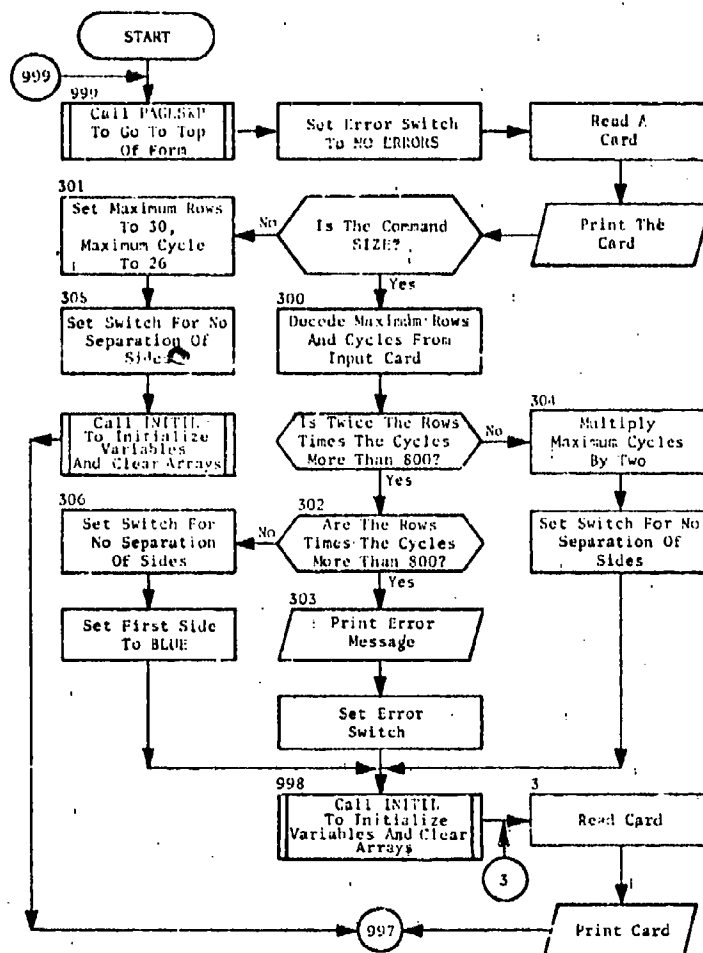 START
999
990
Call PAGESKP
To Go To Top
Of Form
Set Error Switch
To NO ERRORS
Read A
Card
301
Set Maximum Rows
To 30,
Maximum Cycle
To 26
No
Is The Command
SIZE?
Print The
Card
Yes
305
Set Switch For No
Separation Of
Sides
300
Ducode Maximum Rows
And Cycles From
Input Card
Call INITIL
To Initialize
Variables
And Clear Arrays
Is Twice The Rows
Times The Cycles
More Than 800?
No
304
Multiply
Maximum Cycles
By Two
Yes
306
Set Switch For
No Separation
Of Sides
No
302
Are The Rows
Times The Cycles
More Than 800?
Set Switch For No
Separation Of
Sides
Yes
Set First Side
To BLUE
303
Print Error
Message
Set Error
Switch
998
Call INITIL
To Initialize
Variables And Clear
Arrays
3
Read Card
3
997
Print Card